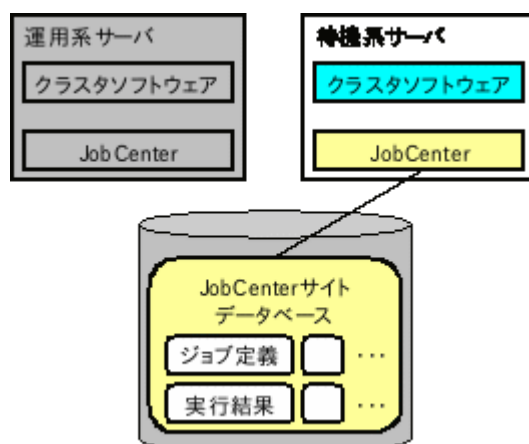 運用系サーバ
クラスタソフトウェア
JobCenter
待機系サーバ
クラスタソフトウェア
JobCenter
JobCenterサイト
データベース
ジョブ定義
・・・
実行結果
・・・